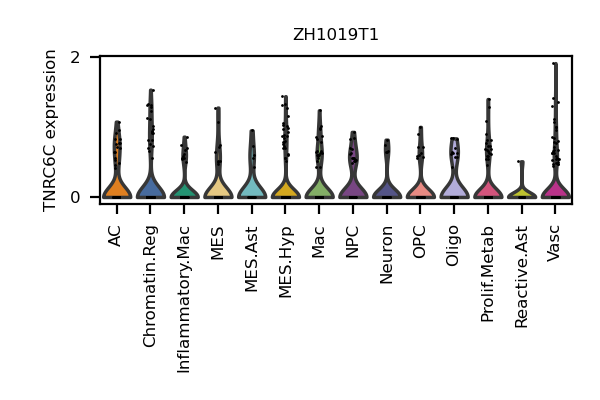 ZH1019T1
TNRC6C expression
2
0
AC
Chromatin.Reg
Inflammatory.Mac
MES
MES.Ast
MES.Hyp
Mac
NPC
Neuron
OPC
Oligo
Prolif.Metab
Reactive.Ast
Vasc